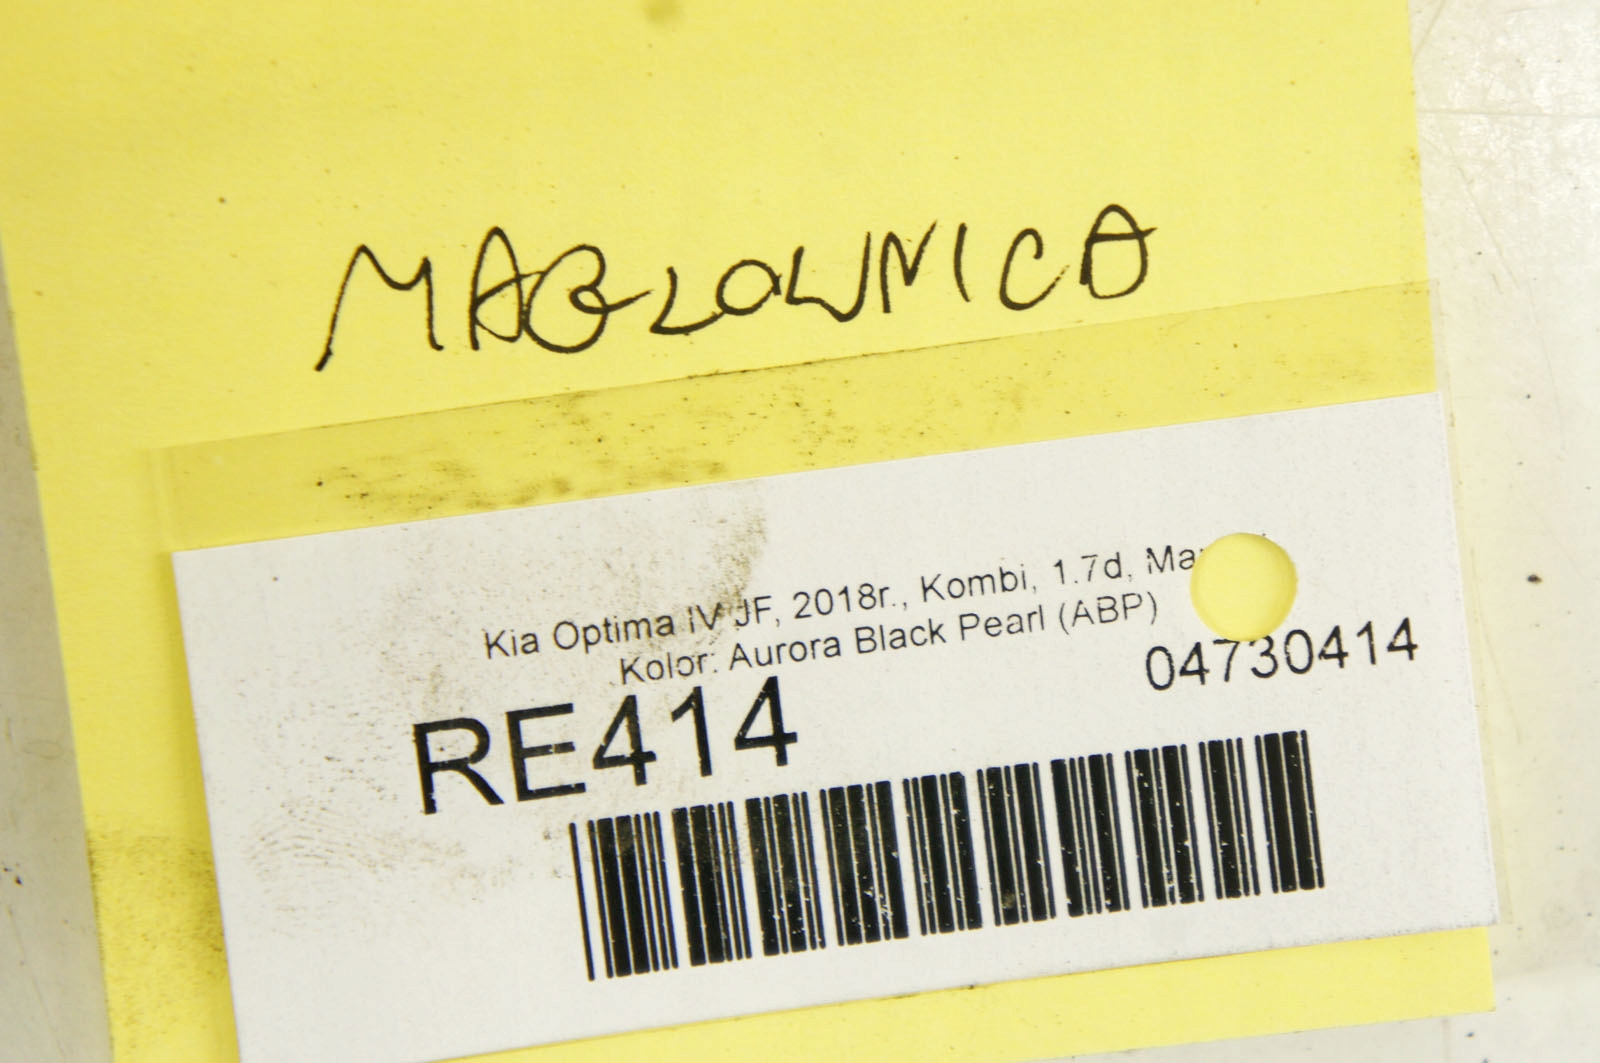 MAGLOWNICA
Kia Optima IV JF, 2018r., Kombi, 1.7d,
Kolor: Aurora Black Pearl (ABP)
04730414
RE414